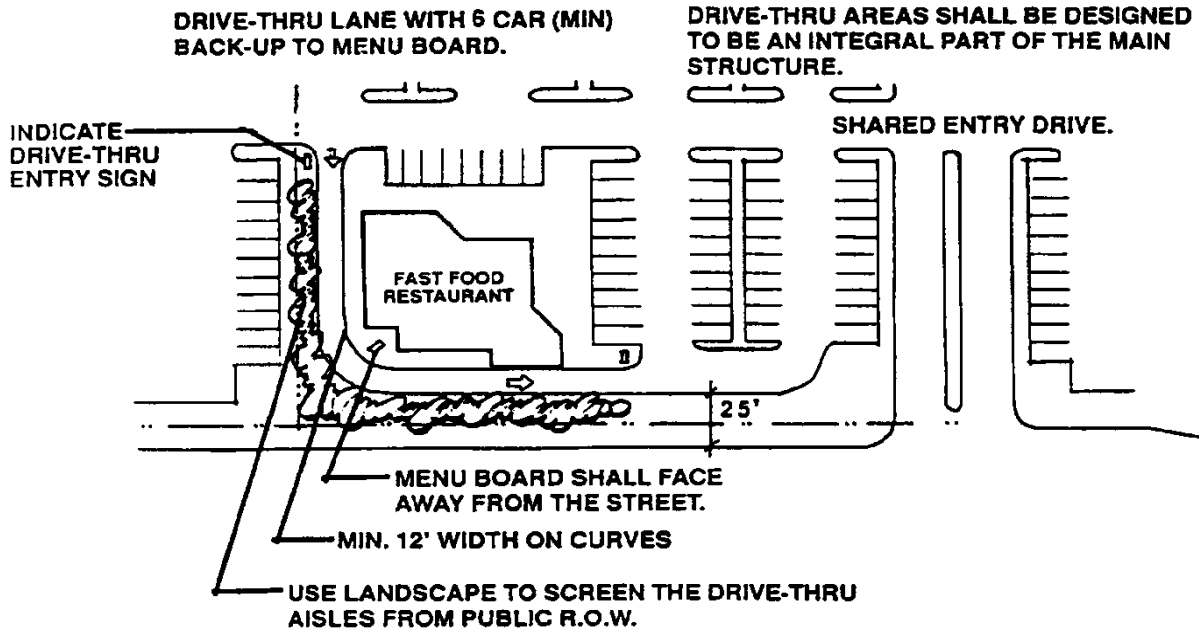 DRIVE-THRU LANE WITH 6 CAR (MIN)
BACK-UP TO MENU BOARD.
DRIVE-THRU AREAS SHALL BE DESIGNED
TO BE AN INTEGRAL PART OF THE MAIN
STRUCTURE.
INDICATE
DRIVE-THRU
ENTRY SIGN
SHARED ENTRY DRIVE.
FAST FOOD
RESTAURANT
25'
MENU BOARD SHALL FACE
AWAY FROM THE STREET.
MIN. 12' WIDTH ON CURVES
USE LANDSCAPE TO SCREEN THE DRIVE-THRU
AISLES FROM PUBLIC R.O.W.